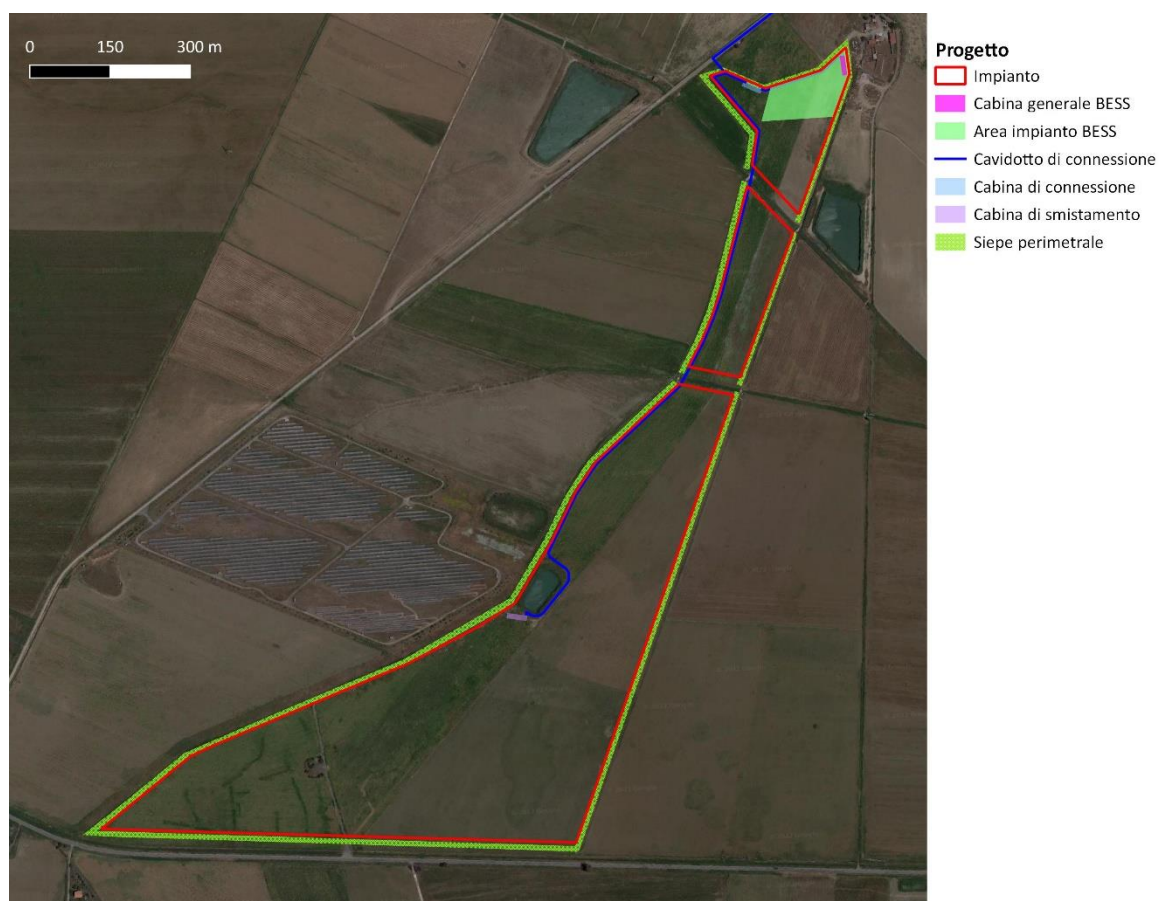 0 150 300 m
Progetto
Impianto
Cabina generale BESS
Area impianto BESS
Cavidotto di connessione
Cabina di connessione
Cabina di smistamento
Siepe perimetrale